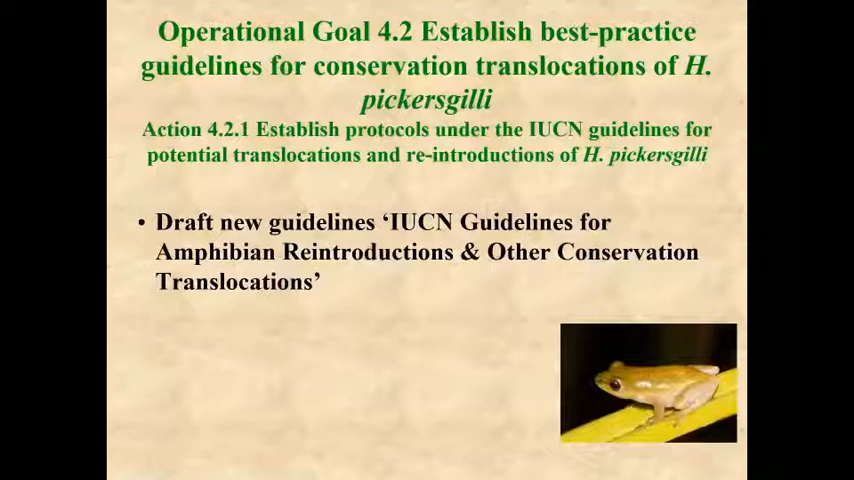 Operational Goal 4.2 Establish best-practice
guidelines for conservation translocations of H.
pickersgilli
Action 4.2.1 Establish protocols under the IUCN guidelines for
potential translocations and re-introductions of H. pickersgilli
• Draft new guidelines ‘IUCN Guidelines for
Amphibian Reintroductions & Other Conservation
Translocations’